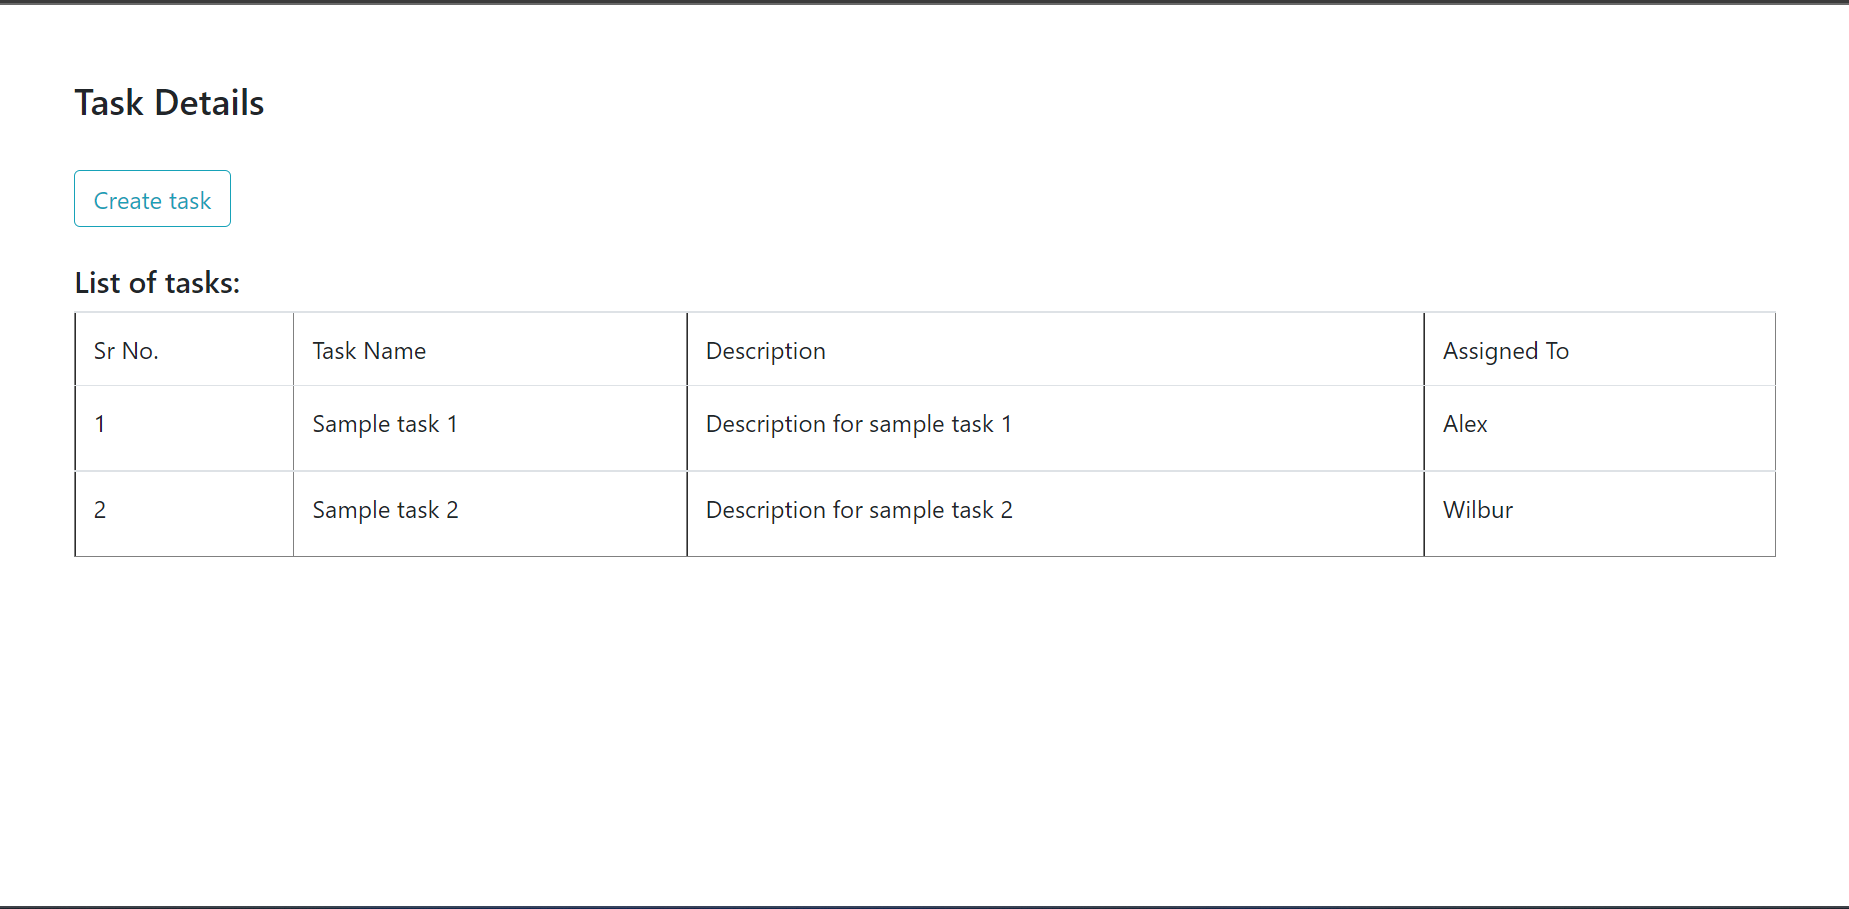 Task Details
Create task
List of tasks:
Sr No. Task Name Description Assigned To
1 Sample task 1 Description for sample task 1 Alex
2 Sample task 2 Description for sample task 2 Wilbur